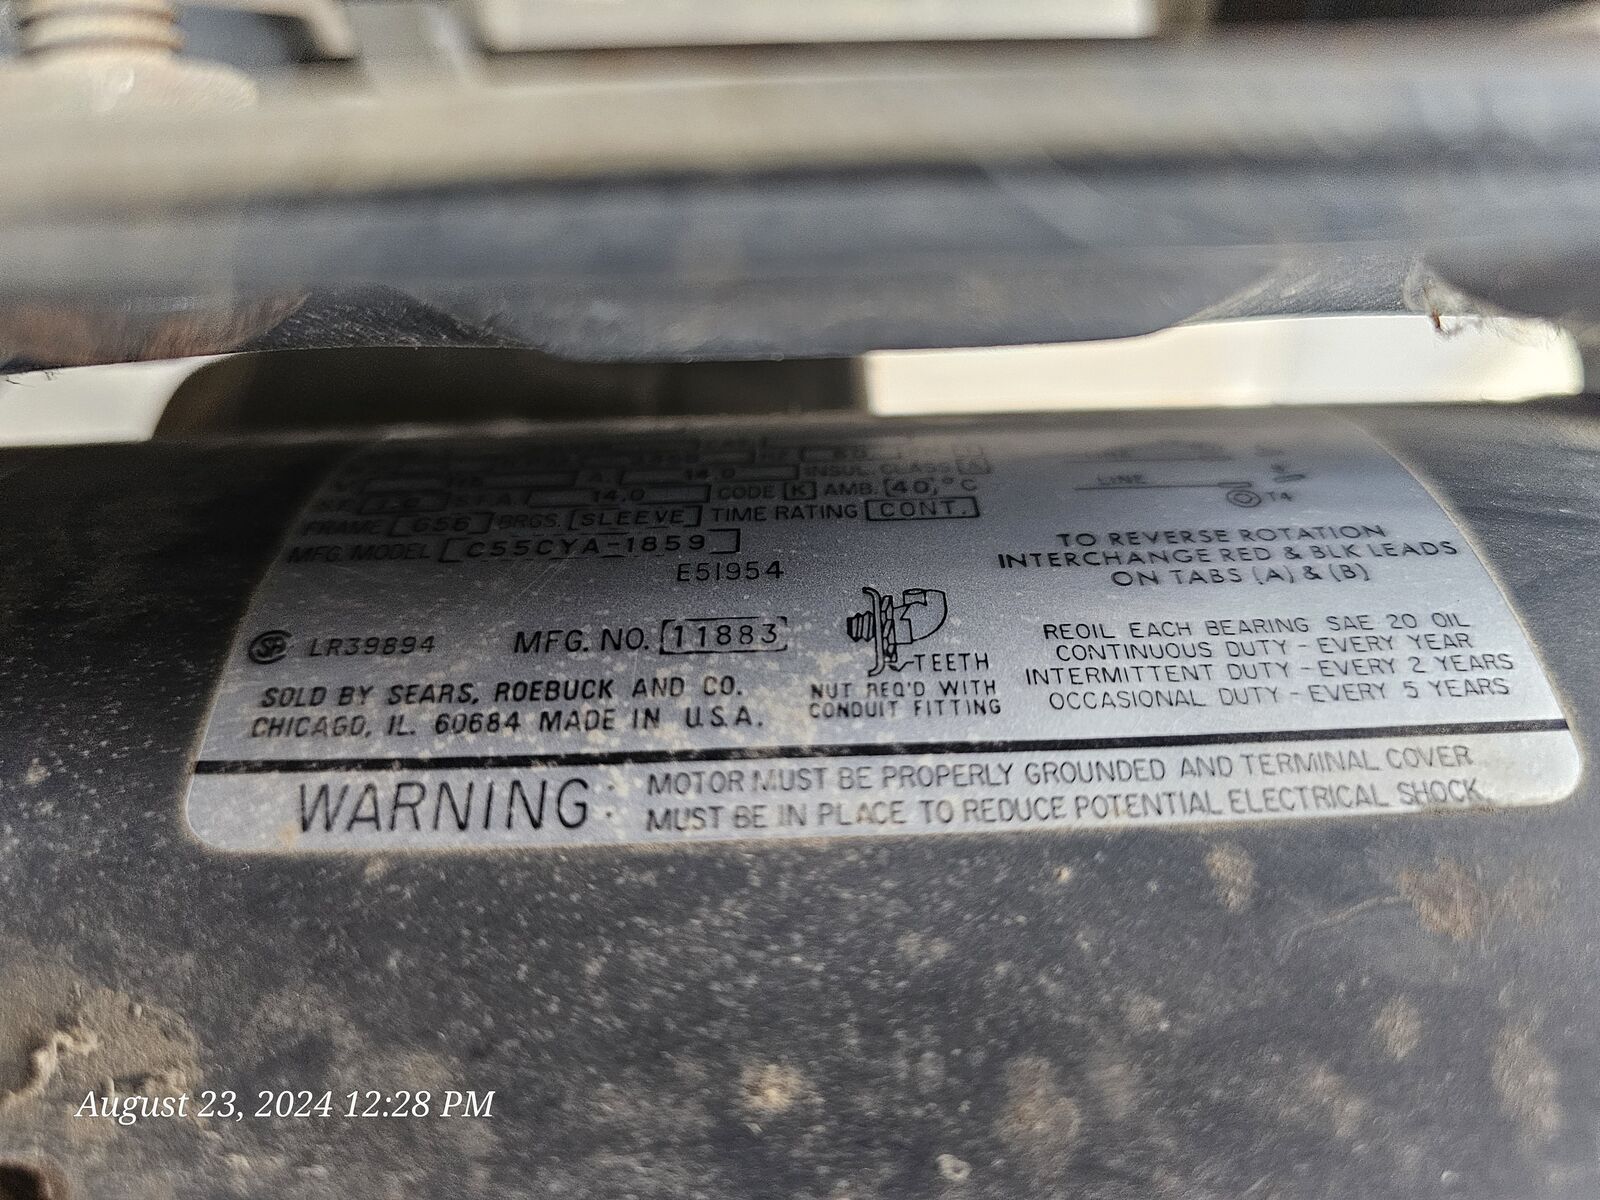 60
A. 14.0 INSUL. CLASS A
S.F.A. 14.0 CODE K AMB. 40 °C
FRAME G56 BRGS. SLEEVE TIME RATING CONT.
MFG. MODEL C55CYA-1859
E51954
LINE
T4
TO REVERSE ROTATION
INTERCHANGE RED & BLK LEADS
ON TABS (A) & (B)
LR39894 MFG. NO. 11883
SOLD BY SEARS, ROEBUCK AND CO.
CHICAGO, IL. 60684 MADE IN U.S.A.
TEETH
NUT REQ'D WITH
CONDUIT FITTING
REOIL EACH BEARING SAE 20 OIL
CONTINUOUS DUTY - EVERY YEAR
INTERMITTENT DUTY - EVERY 2 YEARS
OCCASIONAL DUTY - EVERY 5 YEARS
WARNING: MOTOR MUST BE PROPERLY GROUNDED AND TERMINAL COVER
MUST BE IN PLACE TO REDUCE POTENTIAL ELECTRICAL SHOCK.
August 23, 2024 12:28 PM